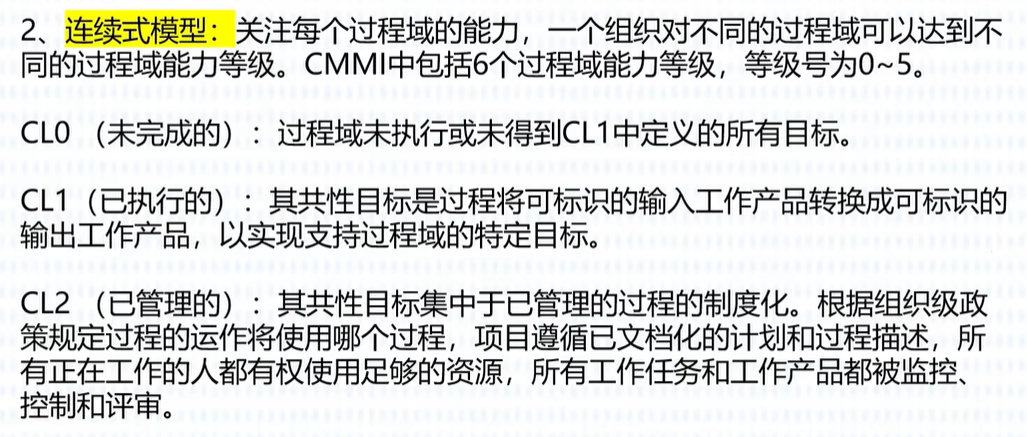 2、连续式模型：关注每个过程域的能力，一个组织对不同的过程域可以达到不
同的过程域能力等级。CMMI中包括6个过程域能力等级，等级号为0~5。
CL0（未完成的）：过程域未执行或未得到CL1中定义的所有目标。
CL1（已执行的）：其共性目标是过程将可标识的输入工作产品转换成可标识的
输出工作产品，以实现支持过程域的特定目标。
CL2（已管理的）：其共性目标集中于已管理的过程的制度化。根据组织级政
策规定过程的运作将使用哪个过程，项目遵循已文档化的计划和过程描述，所
有正在工作的人都有权使用足够的资源，所有工作任务和工作产品都被监控、
控制和评审。